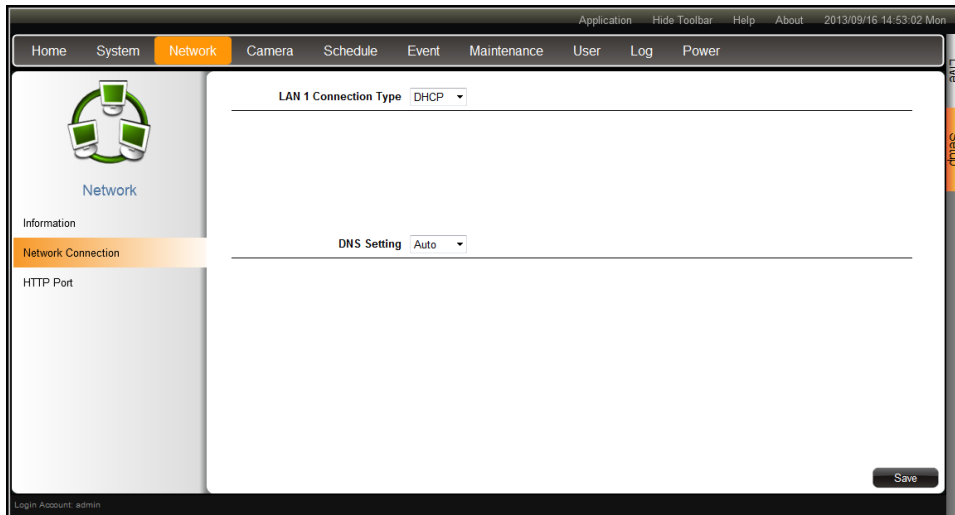 Application Hide Toolbar Help About 2013/09/16 14:53:02 Mon
Home System Network Camera Schedule Event Maintenance User Log Power
Live
Setup
Network
Information
Network Connection
HTTP Port
LAN 1 Connection Type DHCP
DNS Setting Auto
Save
Login Account: admin